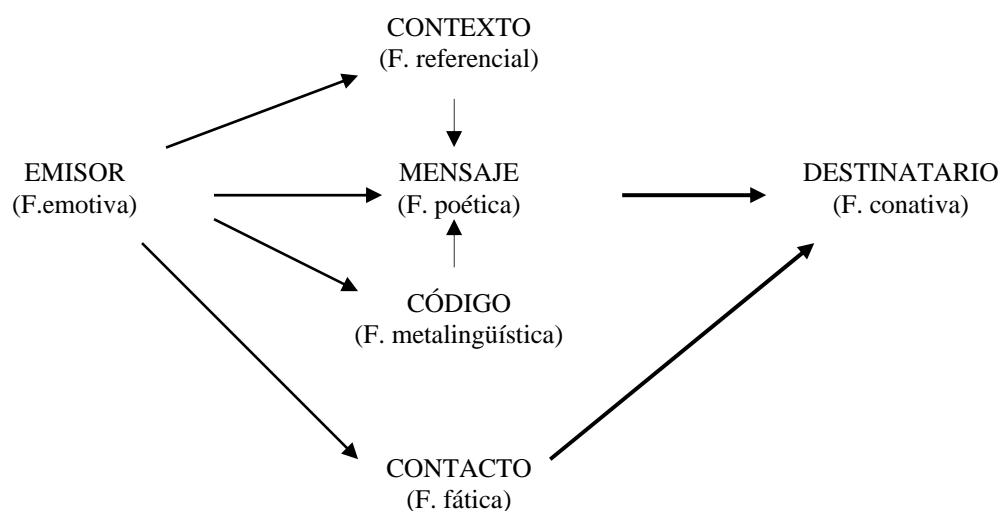 CONTEXTO
(F. referencial)
EMISOR
(F.emotiva)
MENSAJE
(F. poética)
DESTINATARIO
(F. conativa)
CÓDIGO
(F. metalingüística)
CONTACTO
(F. fática)